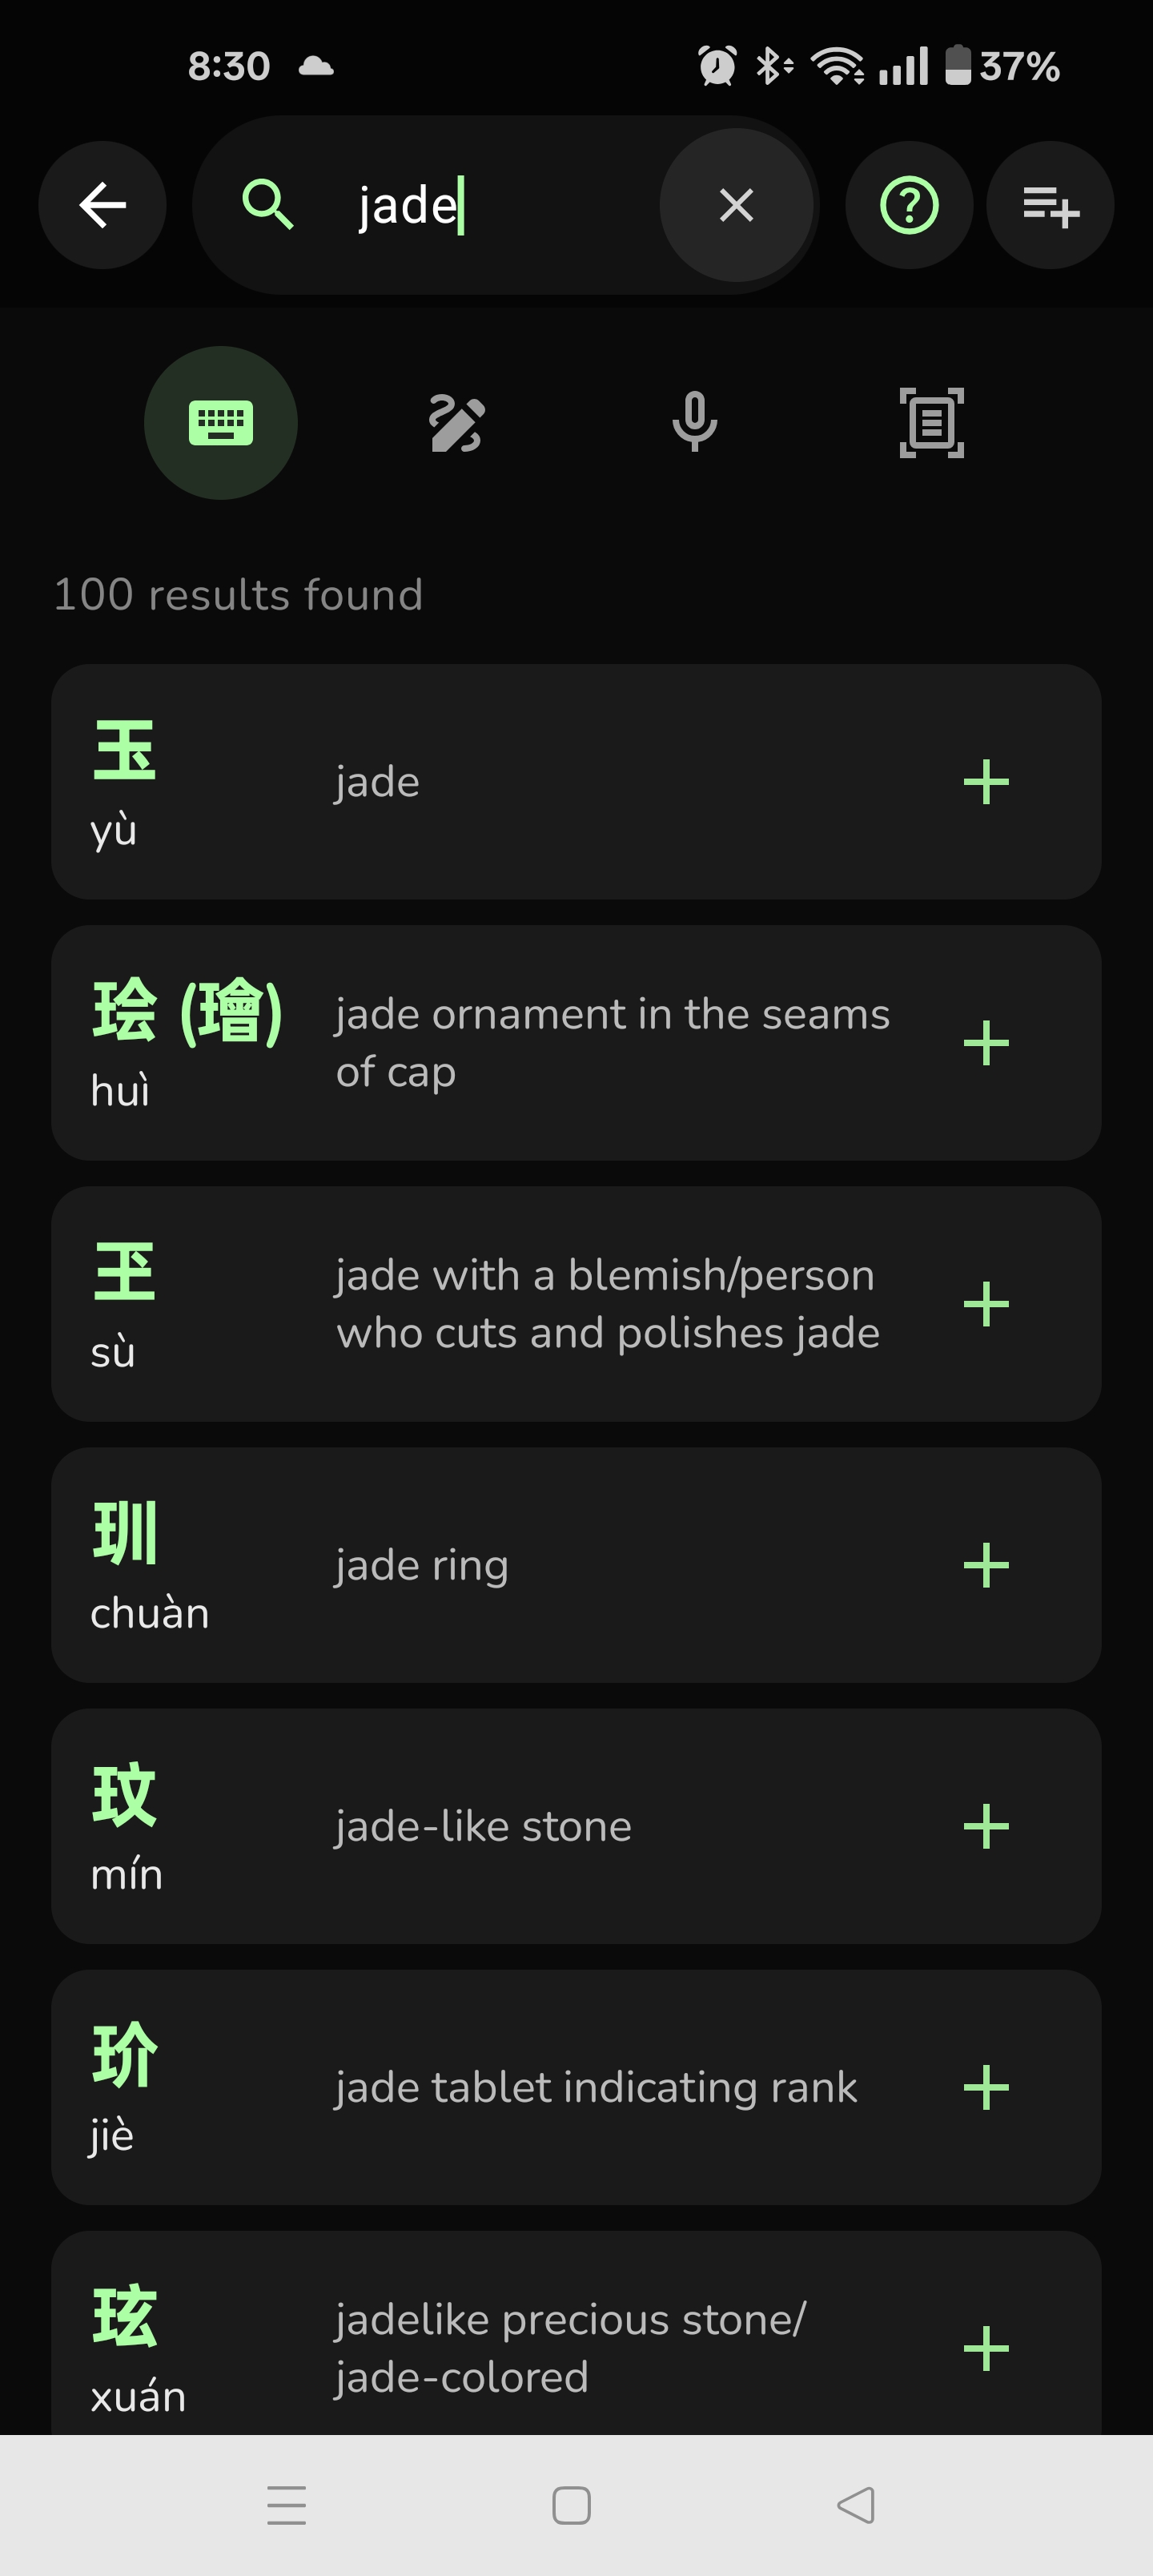 8:30
37%
jade
100 results found
玉
yù
jade
璯 (璯)
huì
jade ornament in the seams
of cap
玊
sù
jade with a blemish/person
who cuts and polishes jade
玔
chuàn
jade ring
玟
mín
jade-like stone
玠
jiè
jade tablet indicating rank
玹
xuán
jadelike precious stone/
jade-colored